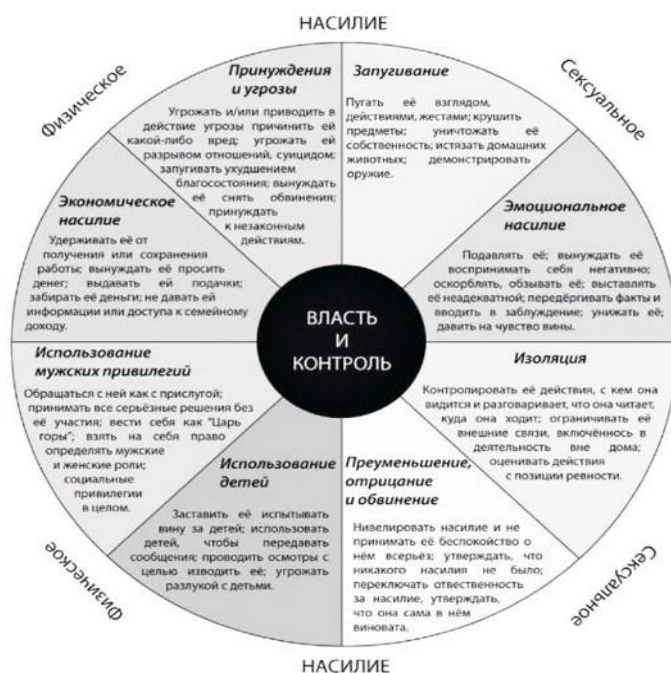 НАСИЛИЕ
Физическое
Сексуальное
Принуждения
и угрозы
Угрожать и/или приводить в
действие угрозы причинить ей
какой-либо вред; угрожать ей
разрывом отношений, суицидом;
запугивать ухудшением
благосостояния; вынуждать
её снять обвинения;
принуждать
к незаконным
действиям.
Запугивание
Пугать её взглядом,
действиями, жестами; крушить
предметы; уничтожать её
собственность; истязать домашних
животных; демонстрировать
оружие.
Экономическое
насилие
Удерживать её от
получения или сохранения
работы; вынуждать её просить
денег; выдавать ей подачки;
забирать её деньги; не давать ей
информации или доступа к семейному
доходу.
Эмоциональное
насилие
Подавлять её; вынуждать её
воспринимать себя негативно;
оскорблять, обзывать её; выставлять
её неадекватной; передёргивать факты и
вводить в заблуждение; унижать её;
давить на чувство вины.
ВЛАСТЬ
И
КОНТРОЛЬ
Использование
мужских привилегий
Обращаться с ней как с прислугой;
принимать все серьёзные решения без
её участия; вести себя как "Царь
горы"; взять на себя право
определять мужские
и женские роли;
социальные
привилегии
в целом.
Изоляция
Контролировать её действия, с кем она
видится и разговаривает, что она читает,
куда она ходит; ограничивать её
внешние связи, включённось в
деятельность вне дома;
оценивать действия
с позиции ревности.
Использование
детей
Заставить её испытывать
вину за детей; использовать
детей, чтобы передавать
сообщения; проводить осмотры с
целью изводить её; угрожать
разлукой с детьми.
Преуменьшение,
отрицание
и обвинение
Нивелировать насилие и не
принимать её беспокойство о
нём всерьёз; утверждать, что
никакого насилия не было;
переключать отвественность
за насилие, утверждать,
что она сама в нём
виновата.
Физическое
Сексуальное
НАСИЛИЕ